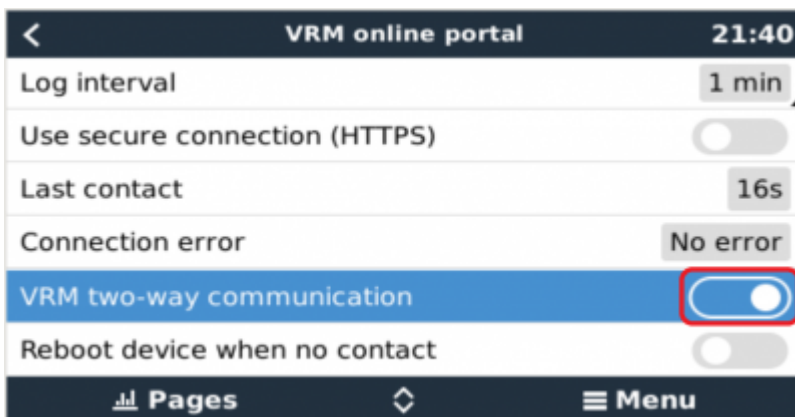 VRM online portal 21:40
Log interval 1 min
Use secure connection (HTTPS)
Last contact 16s
Connection error No error
VRM two-way communication
Reboot device when no contact
Pages Menu